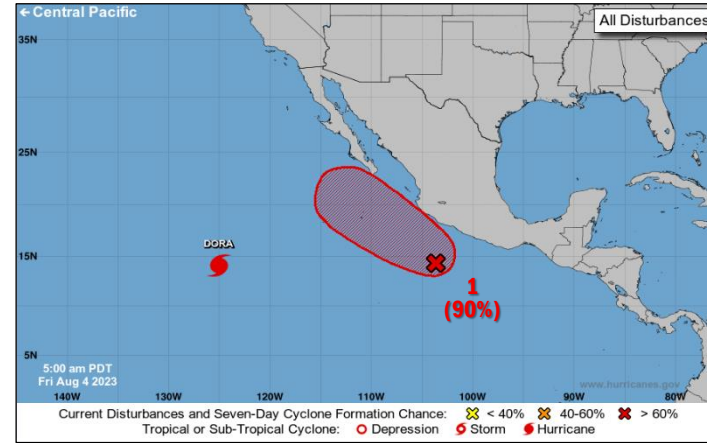 ← Central Pacific
All Disturbances
35N
25N
DORA
15N
1
(90%)
5N
5:00 am PDT
Fri Aug 4 2023
www.hurricanes.gov
140W 130W 120W 110W 100W 90W 80W
Current Disturbances and Seven-Day Cyclone Formation Chance: < 40% 40-60% > 60%
Tropical or Sub-Tropical Cyclone: Depression Storm Hurricane